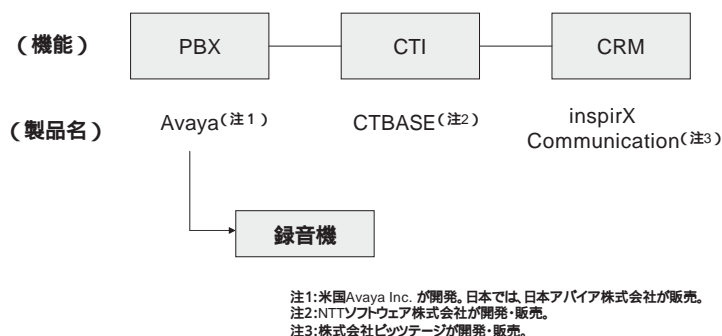 （機能）
PBX
CTI
CRM
（製品名）
Avaya（注１）
CTBASE（注2）
inspirX
Communication（注3）
録音機
注1:米国Avaya Inc. が開発。日本では、日本アバイア株式会社が販売。
注2:NTTソフトウェア株式会社が開発・販売。
注3:株式会社ビッツテージが開発・販売。